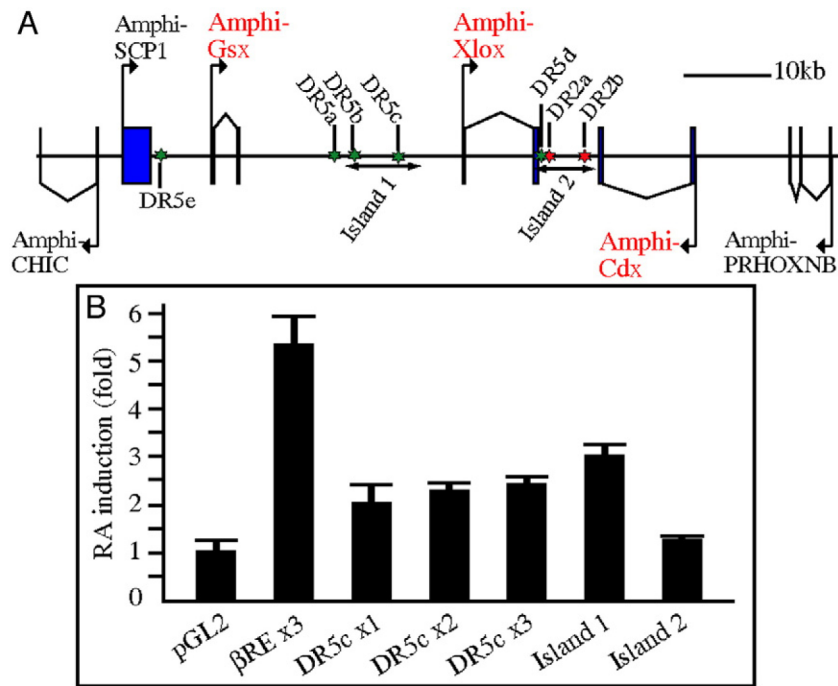 A
Amphi-
SCP1
Amphi-
Gsx
Amphi-
Xlox
10kb
DR5a
DR5b
DR5c
DR5d
DR2a
DR2b
DR5e
Island 1
Island 2
Amphi-
CHIC
Amphi-
Cdx
Amphi-
PRHOXNB
B
RA induction (fold)
6
5
4
3
2
1
0
pGL2
βRE x3
DR5c x1
DR5c x2
DR5c x3
Island 1
Island 2